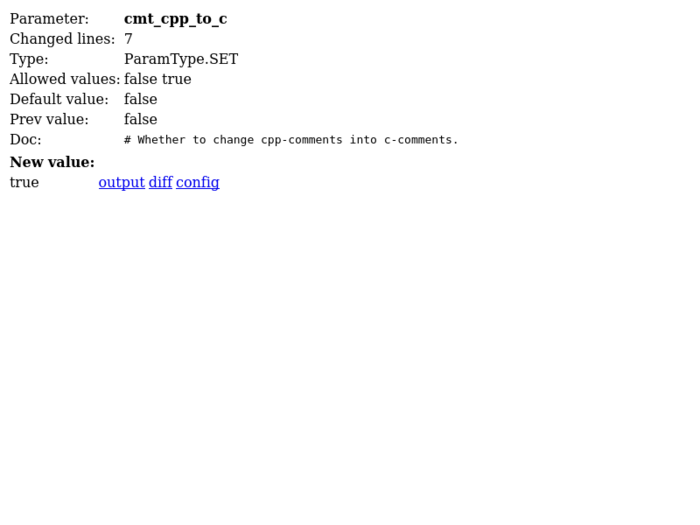 Parameter: cmt_cpp_to_c
Changed lines: 7
Type: ParamType.SET
Allowed values: false true
Default value: false
Prev value: false
Doc: # Whether to change cpp-comments into c-comments.
New value:
true output diff config